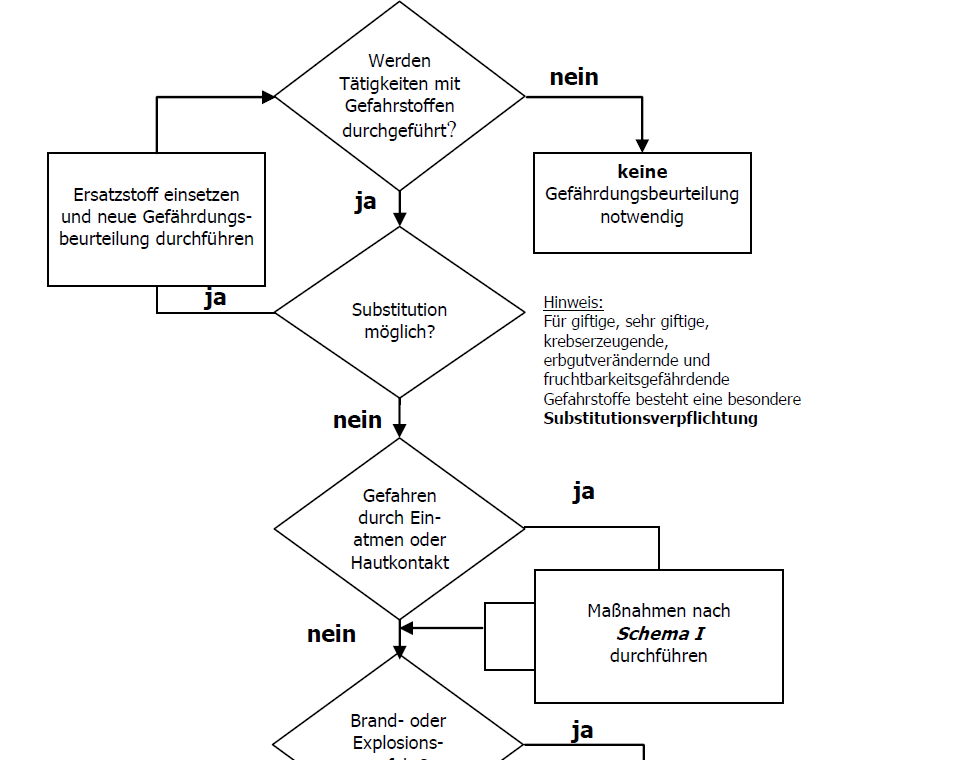 Werden
Tätigkeiten mit
Gefahrstoffen
durchgeführt?
nein
keine
Gefährdungsbeurteilung
notwendig
Ersatzstoff einsetzen
und neue Gefährdungs-
beurteilung durchführen
ja
ja
Substitution
möglich?
Hinweis:
Für giftige, sehr giftige,
krebserzeugende,
erbgutverändernde und
fruchtbarkeitsgefährdende
Gefahrstoffe besteht eine besondere
Substitutionsverpflichtung
nein
Gefahren
durch Ein-
atmen oder
Hautkontakt
ja
Maßnahmen nach
Schema I
durchführen
nein
Brand- oder
Explosions-
ja